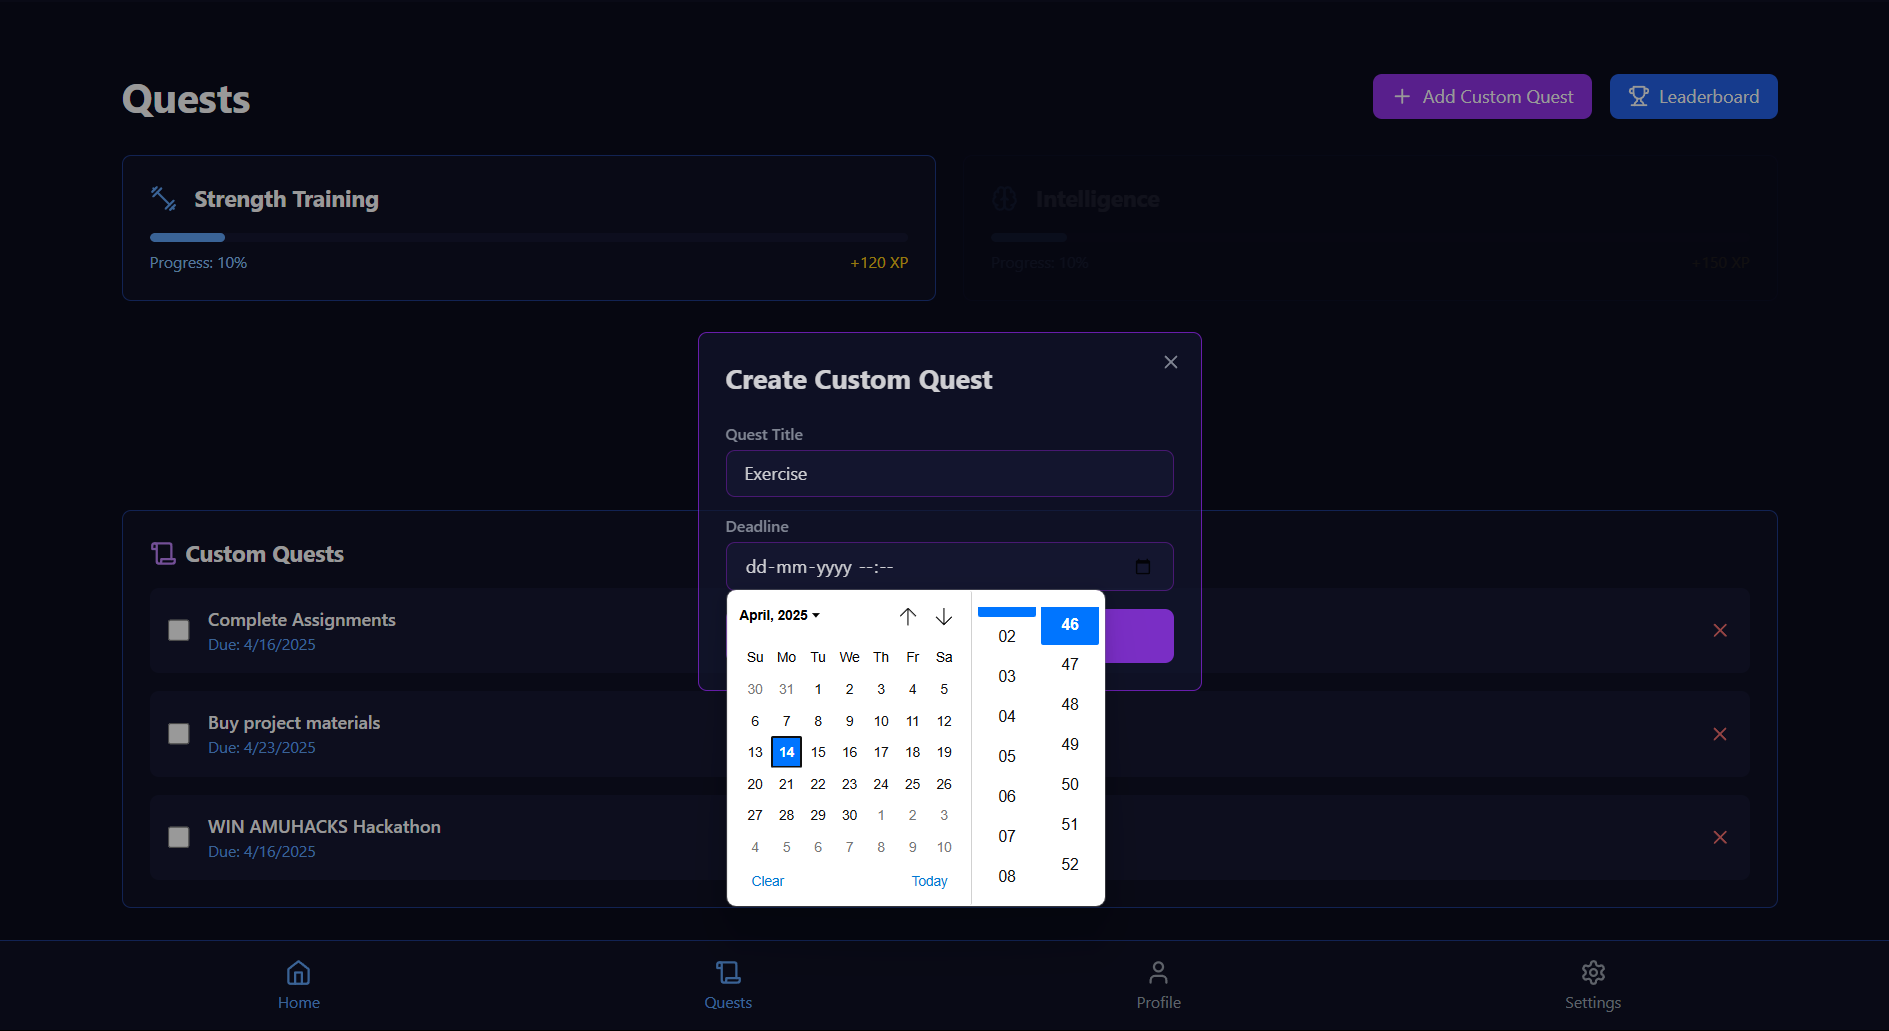 Quests
Add Custom Quest
Leaderboard
Strength Training
Progress: 10%
+120 XP
Intelligence
Progress: 10%
+150 XP
Create Custom Quest
Quest Title
Exercise
Deadline
dd-mm-yyyy --:--
April, 2025
Su Mo Tu We Th Fr Sa
30 31 1 2 3 4 5
6 7 8 9 10 11 12
13 14 15 16 17 18 19
20 21 22 23 24 25 26
27 28 29 30 1 2 3
4 5 6 7 8 9 10
Clear Today
02
03
04
05
06
07
08
46
47
48
49
50
51
52
Custom Quests
Complete Assignments
Due: 4/16/2025
Buy project materials
Due: 4/23/2025
WIN AMUHACKS Hackathon
Due: 4/16/2025
Home
Quests
Profile
Settings